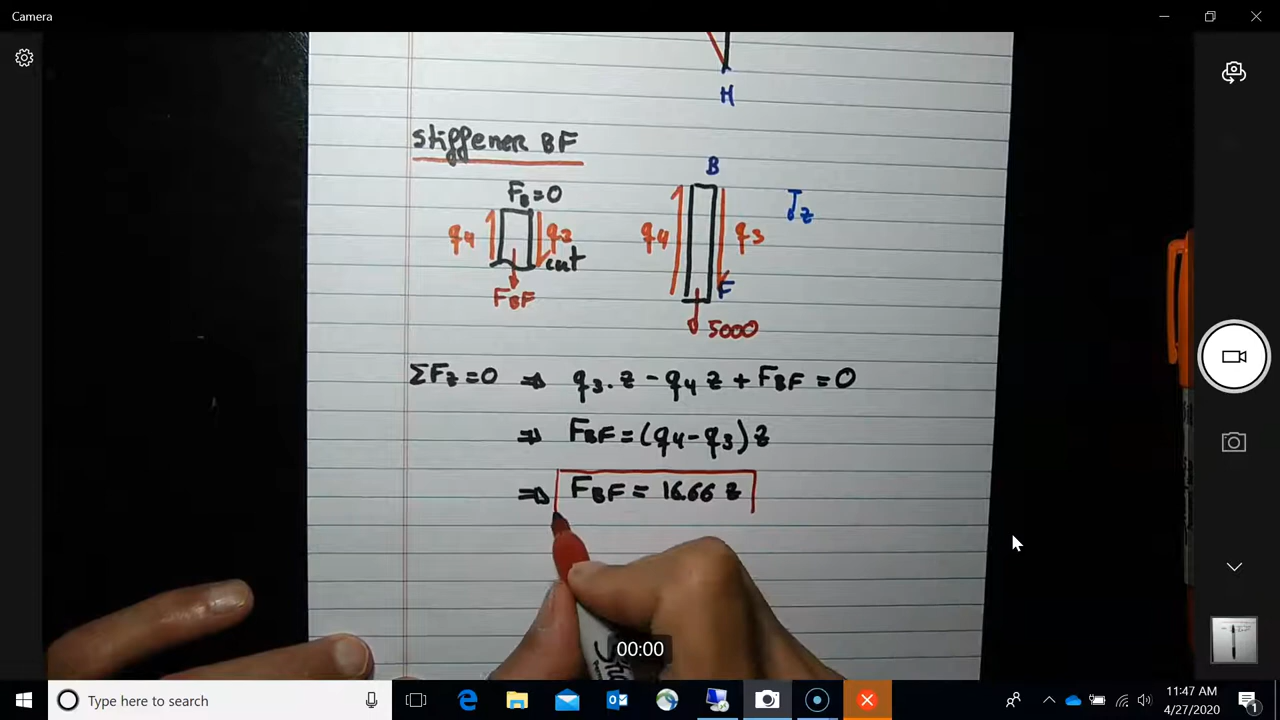 Camera
H
Stiffener BF
B
F_B=0
z
q4
q3
q4
q3
cut
F
F_BF
5000
ΣF_z=0 ⇒ q3.z - q4 z + F_BF = 0
⇒ F_BF = (q4-q3) z
⇒ F_BF = 16.66 z
00:00
Type here to search
11:47 AM
4/27/2020
1